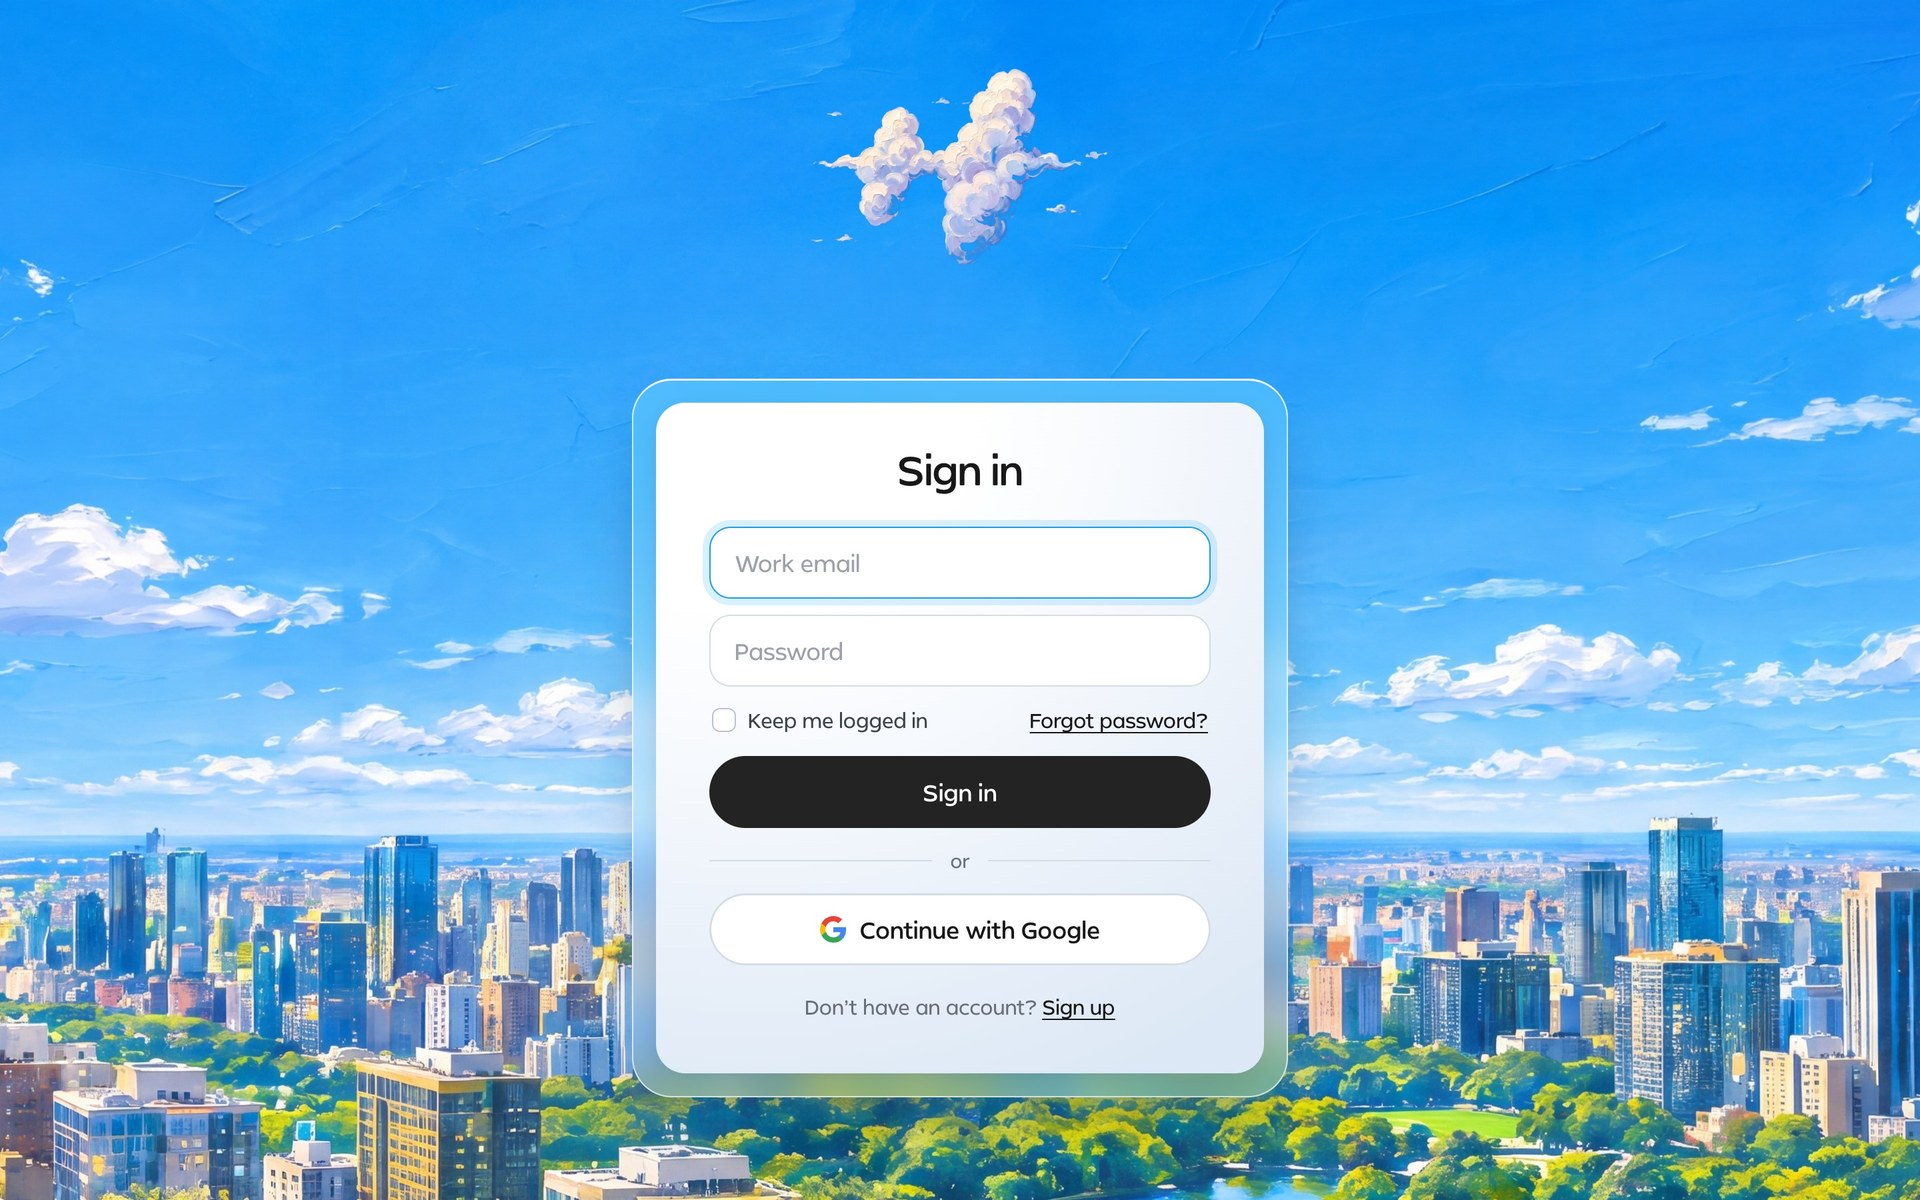 Sign in
Work email
Password
Keep me logged in
Forgot password?
Sign in
or
Continue with Google
Don’t have an account? Sign up